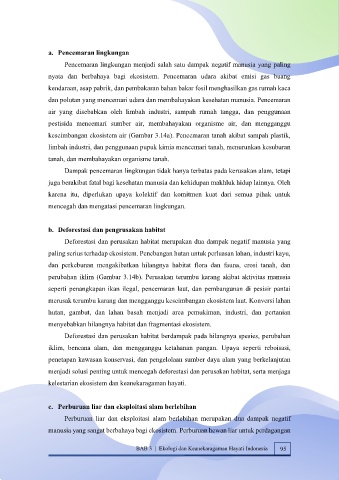 a. Pencemaran lingkungan
Pencemaran lingkungan menjadi salah satu dampak negatif manusia yang paling
nyata dan berbahaya bagi ekosistem. Pencemaran udara akibat emisi gas buang
kendaraan, asap pabrik, dan pembakaran bahan bakar fosil menghasilkan gas rumah kaca
dan polutan yang mencemari udara dan membahayakan kesehatan manusia. Pencemaran
air yang disebabkan oleh limbah industri, sampah rumah tangga, dan penggunaan
pestisida mencemari sumber air, membahayakan organisme air, dan mengganggu
keseimbangan ekosistem air (Gambar 3.14a). Pencemaran tanah akibat sampah plastik,
limbah industri, dan penggunaan pupuk kimia mencemari tanah, menurunkan kesuburan
tanah, dan membahayakan organisme tanah.
Dampak pencemaran lingkungan tidak hanya terbatas pada kerusakan alam, tetapi
juga berakibat fatal bagi kesehatan manusia dan kehidupan makhluk hidup lainnya. Oleh
karena itu, diperlukan upaya kolektif dan komitmen kuat dari semua pihak untuk
mencegah dan mengatasi pencemaran lingkungan.
b. Deforestasi dan pengrusakan habitat
Deforestasi dan perusakan habitat merupakan dua dampak negatif manusia yang
paling serius terhadap ekosistem. Penebangan hutan untuk perluasan lahan, industri kayu,
dan perkebunan mengakibatkan hilangnya habitat flora dan fauna, erosi tanah, dan
perubahan iklim (Gambar 3.14b). Perusakan terumbu karang akibat aktivitas manusia
seperti penangkapan ikan ilegal, pencemaran laut, dan pembangunan di pesisir pantai
merusak terumbu karang dan mengganggu keseimbangan ekosistem laut. Konversi lahan
hutan, gambut, dan lahan basah menjadi area pemukiman, industri, dan pertanian
menyebabkan hilangnya habitat dan fragmentasi ekosistem.
Deforestasi dan perusakan habitat berdampak pada hilangnya spesies, perubahan
iklim, bencana alam, dan mengganggu ketahanan pangan. Upaya seperti reboisasi,
penetapan kawasan konservasi, dan pengelolaan sumber daya alam yang berkelanjutan
menjadi solusi penting untuk mencegah deforestasi dan perusakan habitat, serta menjaga
kelestarian ekosistem dan keanekaragaman hayati.
c. Perburuan liar dan eksploitasi alam berlebihan
Perburuan liar dan eksploitasi alam berlebihan merupakan dua dampak negatif
manusia yang sangat berbahaya bagi ekosistem. Perburuan hewan liar untuk perdagangan
BAB 3 | Ekologi dan Keanekaragaman Hayati Indonesia 95